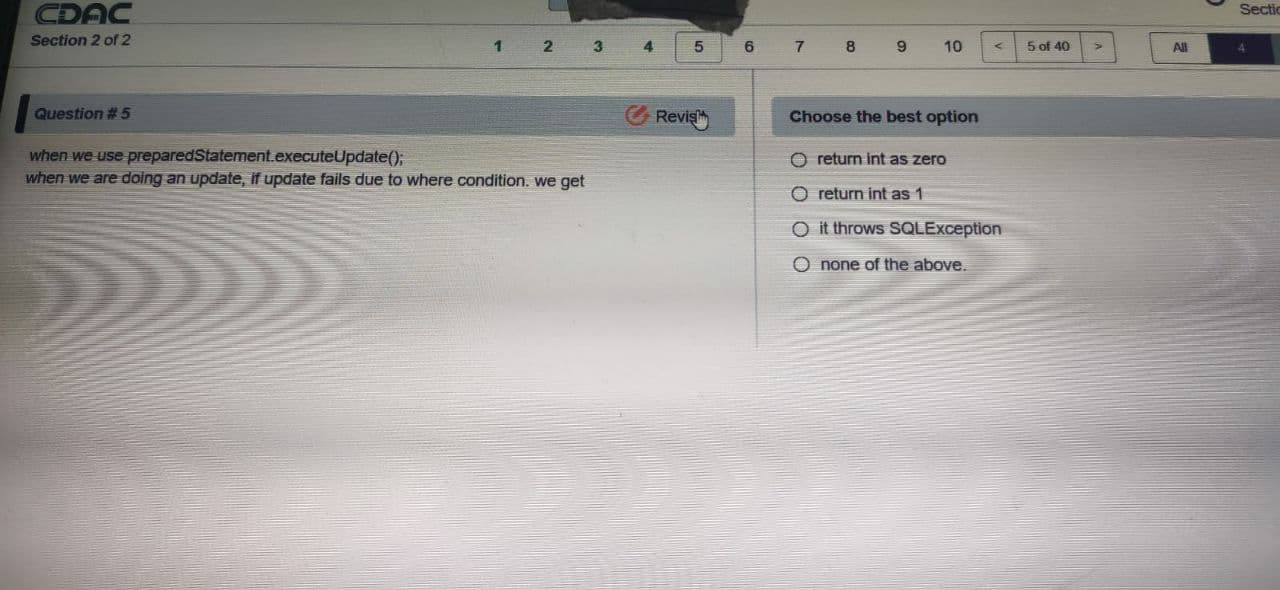 CDAC
Sectio
Section 2 of 2
1 2 3 4 5 6 7 8 9 10 < 5 of 40 > All 4
Question # 5
Revisit
Choose the best option
when we use preparedStatement.executeUpdate();
when we are doing an update, if update fails due to where condition. we get
return int as zero
return int as 1
it throws SQLException
none of the above.